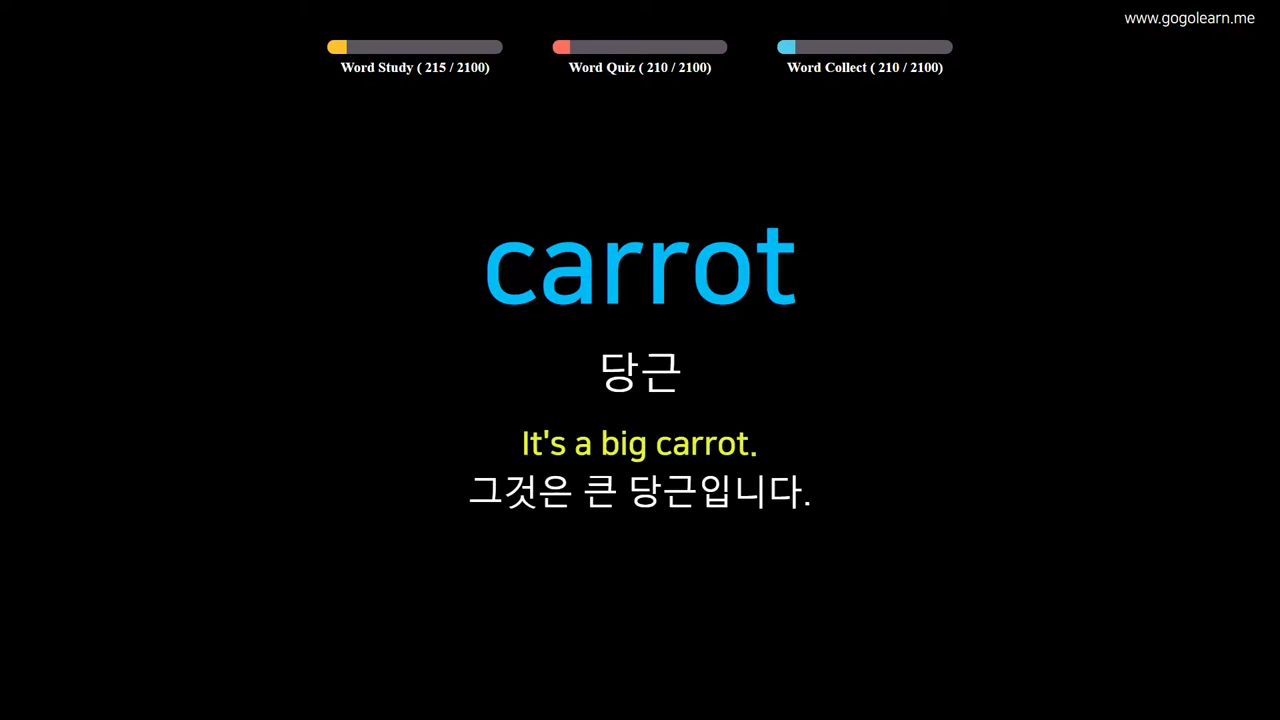 www.gogolearn.me
Word Study ( 215 / 2100)
Word Quiz ( 210 / 2100)
Word Collect ( 210 / 2100)
carrot
당근
It's a big carrot.
그것은 큰 당근입니다.